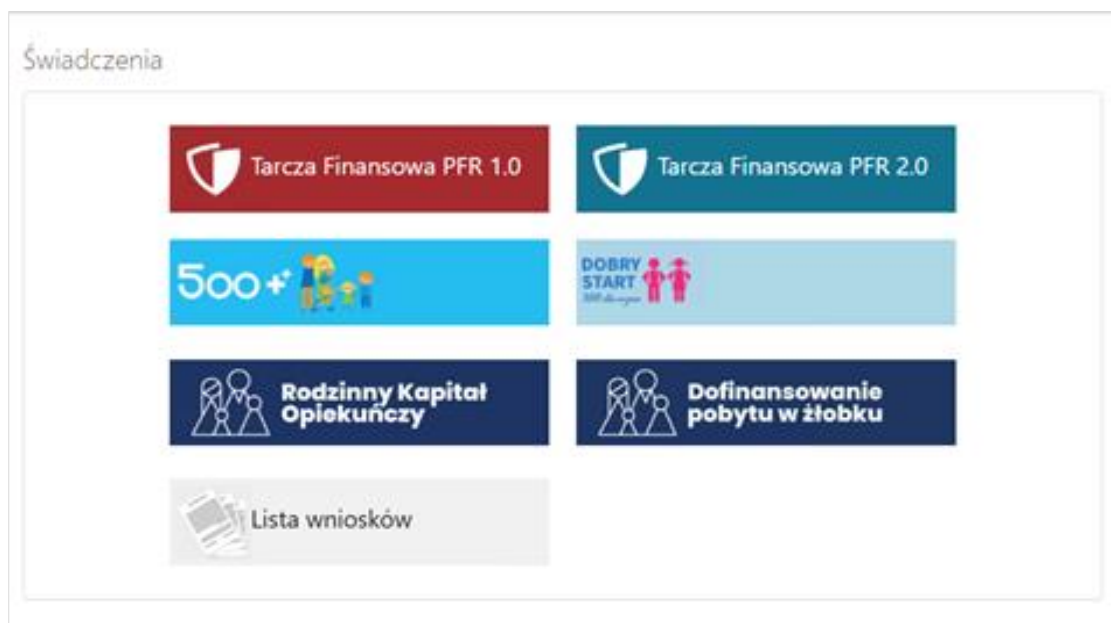 Świadczenia
Tarcza Finansowa PFR 1.0
Tarcza Finansowa PFR 2.0
500+
DOBRY
START
Rodzinny Kapitał
Opiekuńczy
Dofinansowanie
pobytu w żłobku
Lista wniosków